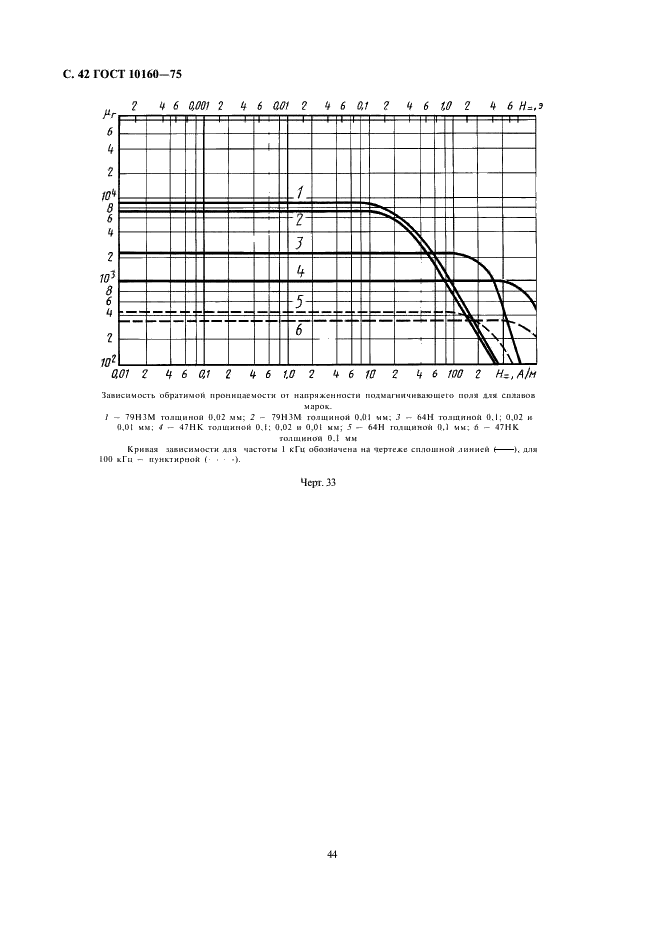 С. 42 ГОСТ 10160—75
2 4 6 0,001 2 4 6 0,01 2 4 6 0,1 2 4 6 1,0 2 4 6 H=,э
μr
6
4
2
10⁴
8
6
4
2
10³
8
6
4
2
10²
1
2
3
4
5
6
0,01 2 4 6 0,1 2 4 6 1,0 2 4 6 10 2 4 6 100 2 4 6 H=, А/м
Зависимость обратимой проницаемости от напряженности подмагничивающего поля для сплавов
марок.
1 — 79Н3М толщиной 0,02 мм; 2 — 79Н3М толщиной 0,01 мм; 3 — 64Н толщиной 0,1; 0,02 и
0,01 мм; 4 — 47НК толщиной 0,1; 0,02 и 0,01 мм; 5 — 64Н толщиной 0,1 мм; 6 — 47НК
толщиной 0,1 мм
Кривая зависимости для частоты 1 кГц обозначена на чертеже сплошной линией (——), для
100 кГц — пунктирной (· · · -).
Черт. 33
44